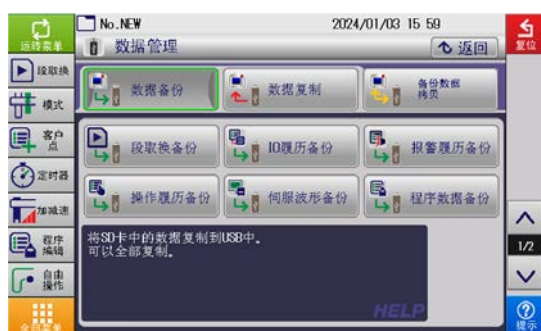 No.NEW 2024/01/03 15 59
运转菜单
数据管理
返回
复位
段取换
数据备份
数据复制
备份数据
拷贝
模式
客户
点
段取换备份
IO履历备份
报警履历备份
定时器
操作履历备份
伺服波形备份
程序数据备份
加减速
将SD卡中的数据复制到USB中。
可以全部复制。
程序
编辑
1/2
自由
操作
HELP
全部菜单
提示